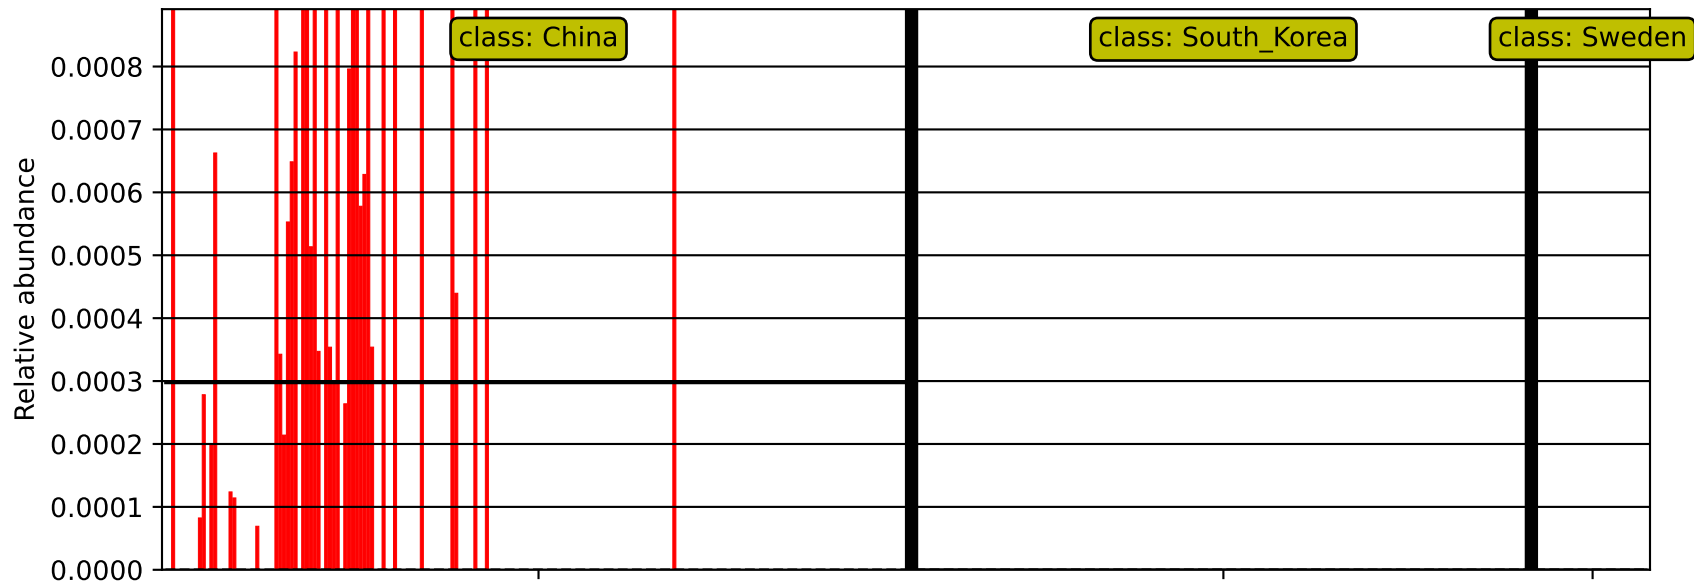 class: China
class: South_Korea
class: Sweden
Relative abundance
0.0008
0.0007
0.0006
0.0005
0.0004
0.0003
0.0002
0.0001
0.0000